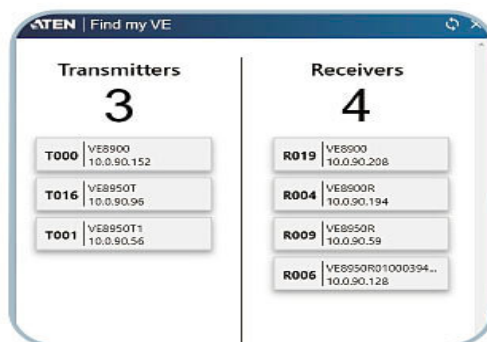 ATEN | Find my VE
Transmitters
3
T000 VE8900
10.0.90.152
T016 VE8950T
10.0.90.96
T001 VE8950T1
10.0.90.56
Receivers
4
R019 VE8900
10.0.90.208
R004 VE8900R
10.0.90.194
R009 VE8950R
10.0.90.59
R006 VE8950R01000394...
10.0.90.128